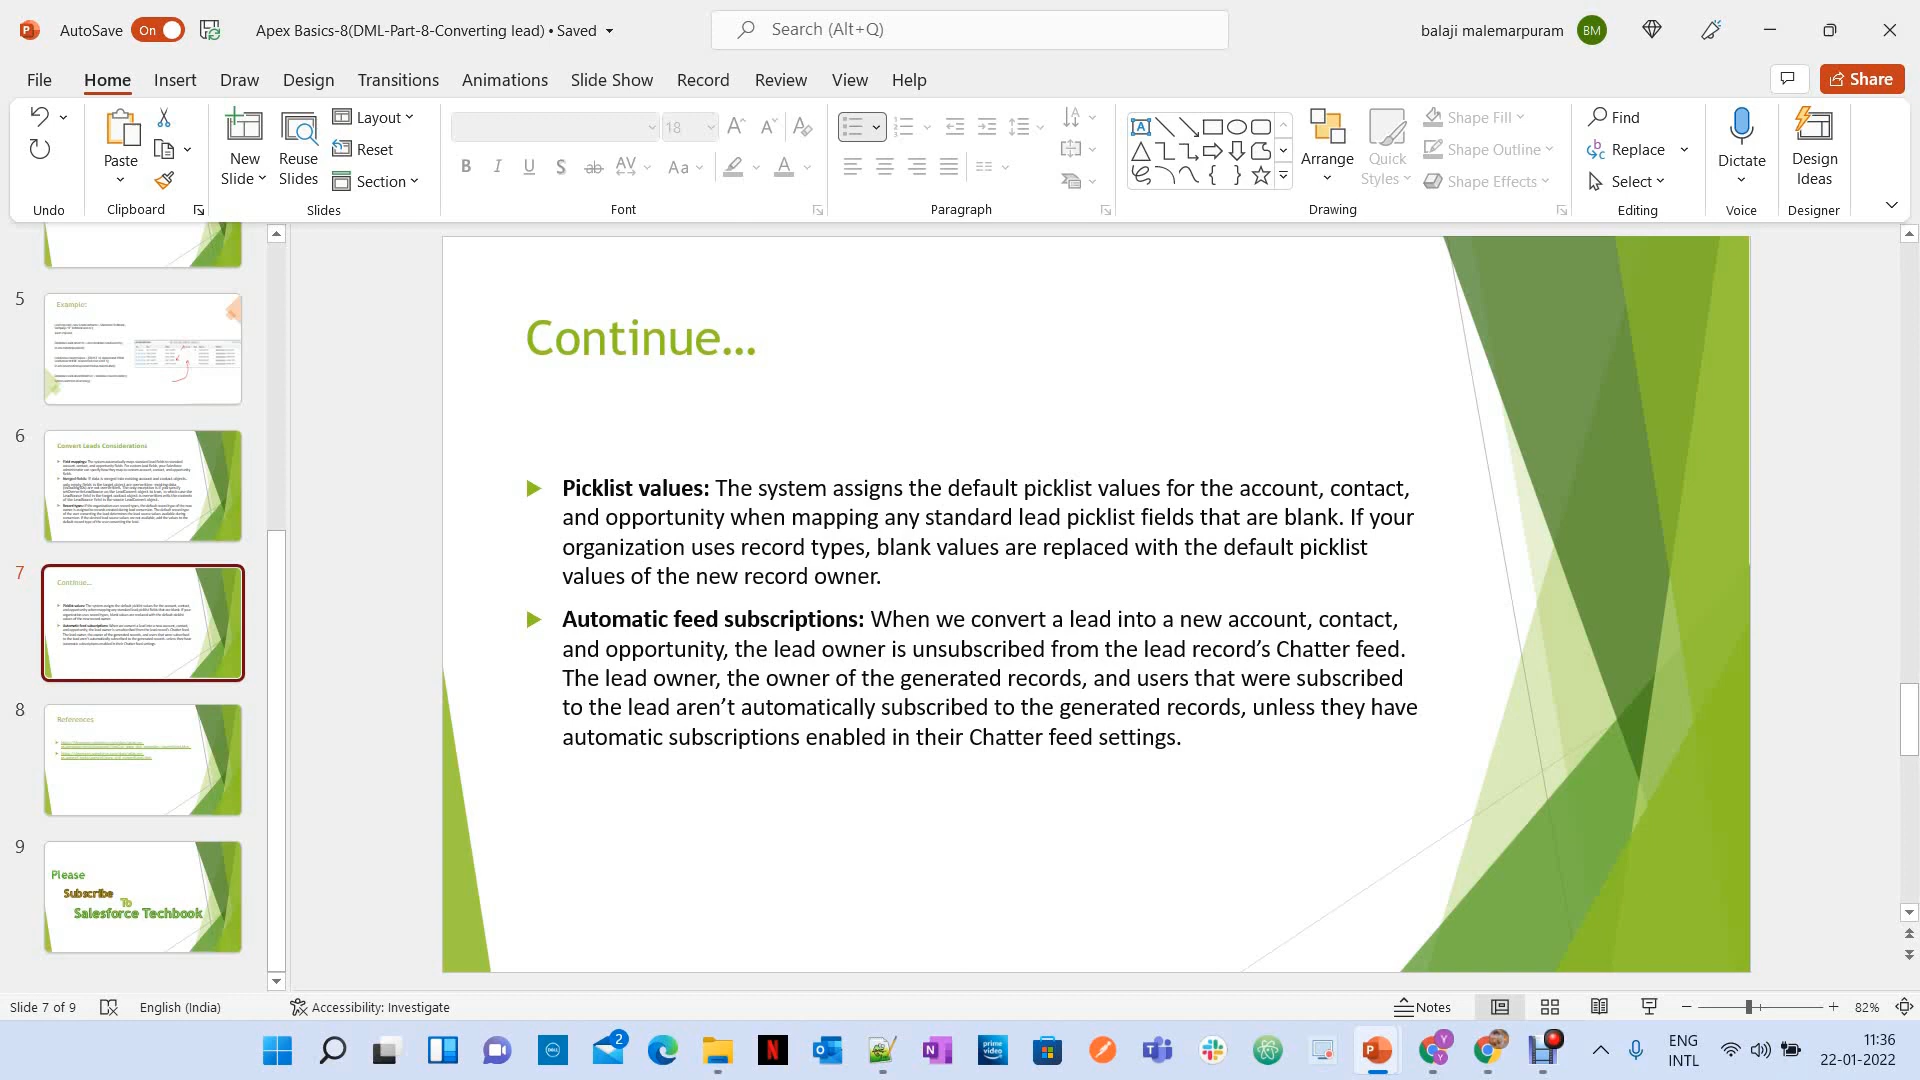 AutoSave On Apex Basics-8(DML-Part-8-Converting lead) • Saved Search (Alt+Q) balaji malemarpuram BM
File Home Insert Draw Design Transitions Animations Slide Show Record Review View Help Share
Undo
Paste
Clipboard
New Slide
Reuse Slides
Layout
Reset
Section
Slides
18
B I U S ab AV Aa A
Font
Paragraph
Arrange
Quick Styles
Shape Fill
Shape Outline
Shape Effects
Drawing
Find
Replace
Select
Editing
Dictate
Voice
Design Ideas
Designer
5
Example:
6
Convert Leads Considerations
7
Continue...
8
References
9
Please
Subscribe
To
Salesforce Techbook
Continue…
Picklist values: The system assigns the default picklist values for the account, contact,
and opportunity when mapping any standard lead picklist fields that are blank. If your
organization uses record types, blank values are replaced with the default picklist
values of the new record owner.
Automatic feed subscriptions: When we convert a lead into a new account, contact,
and opportunity, the lead owner is unsubscribed from the lead record’s Chatter feed.
The lead owner, the owner of the generated records, and users that were subscribed
to the lead aren’t automatically subscribed to the generated records, unless they have
automatic subscriptions enabled in their Chatter feed settings.
Slide 7 of 9 English (India) Accessibility: Investigate Notes 82%
2
ENG
INTL
11:36
22-01-2022